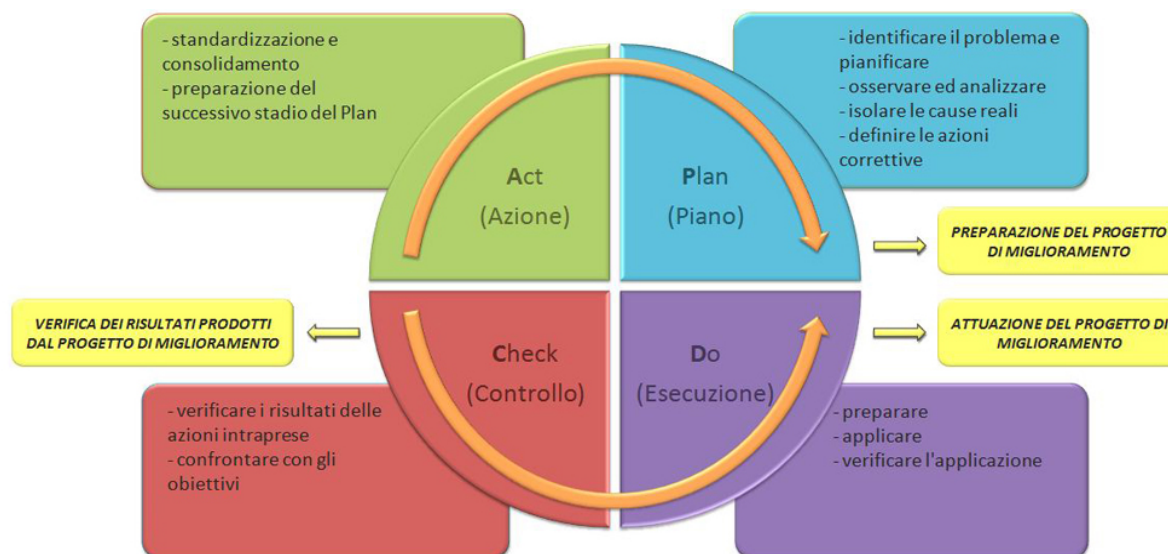 - standardizzazione e
consolidamento
- preparazione del
successivo stadio del Plan
- identificare il problema e
pianificare
- osservare ed analizzare
- isolare le cause reali
- definire le azioni
correttive
Act
(Azione)
Plan
(Piano)
PREPARAZIONE DEL PROGETTO
DI MIGLIORAMENTO
VERIFICA DEI RISULTATI PRODOTTI
DAL PROGETTO DI MIGLIORAMENTO
Check
(Controllo)
Do
(Esecuzione)
ATTUAZIONE DEL PROGETTO DI
MIGLIORAMENTO
- verificare i risultati delle
azioni intraprese
- confrontare con gli
obiettivi
- preparare
- applicare
- verificare l'applicazione